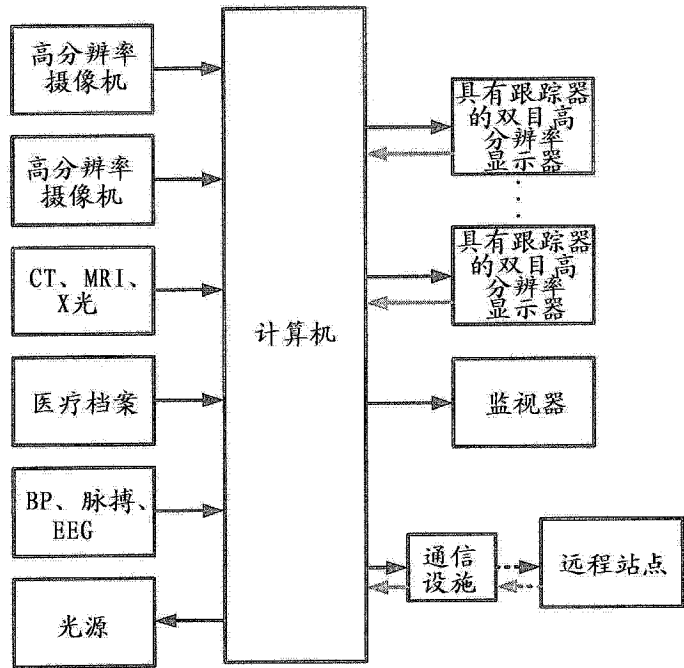 高分辨率
摄像机
高分辨率
摄像机
CT、MRI、
X光
医疗档案
BP、脉搏、
EEG
光源
计算机
具有跟踪器
的双目高
分辨率
显示器
具有跟踪器
的双目高
分辨率
显示器
监视器
通信
设施
远程站点